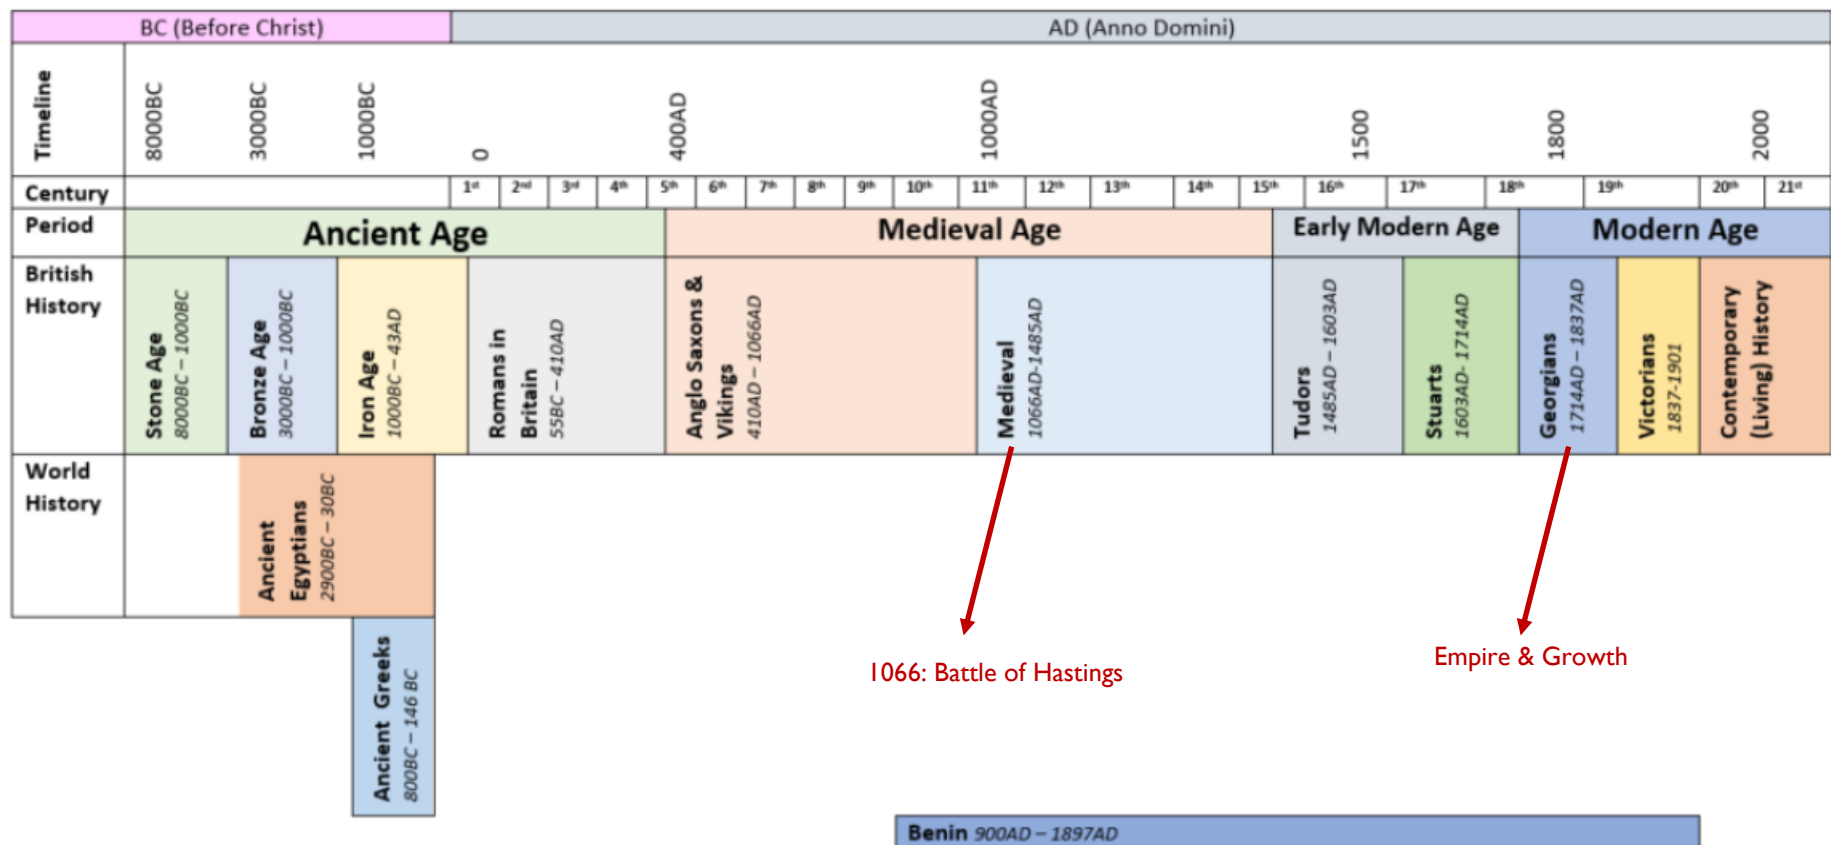 BC (Before Christ)
AD (Anno Domini)
Timeline
8000BC
3000BC
1000BC
0
400AD
1000AD
1500
1800
2000
Century
1st
2nd
3rd
4th
5th
6th
7th
8th
9th
10th
11th
12th
13th
14th
15th
16th
17th
18th
19th
20th
21st
Period
Ancient Age
Medieval Age
Early Modern Age
Modern Age
British
History
Stone Age
8000BC – 1000BC
Bronze Age
3000BC – 1000BC
Iron Age
1000BC – 43AD
Romans in
Britain
55BC – 410AD
Anglo Saxons &
Vikings
410AD – 1066AD
Medieval
1066AD-1485AD
Tudors
1485AD – 1603AD
Stuarts
1603AD- 1714AD
Georgians
1714AD – 1837AD
Victorians
1837-1901
Contemporary
(Living) History
World
History
Ancient
Egyptians
2900BC – 30BC
Ancient Greeks
800BC – 146 BC
1066: Battle of Hastings
Empire & Growth
Benin 900AD – 1897AD